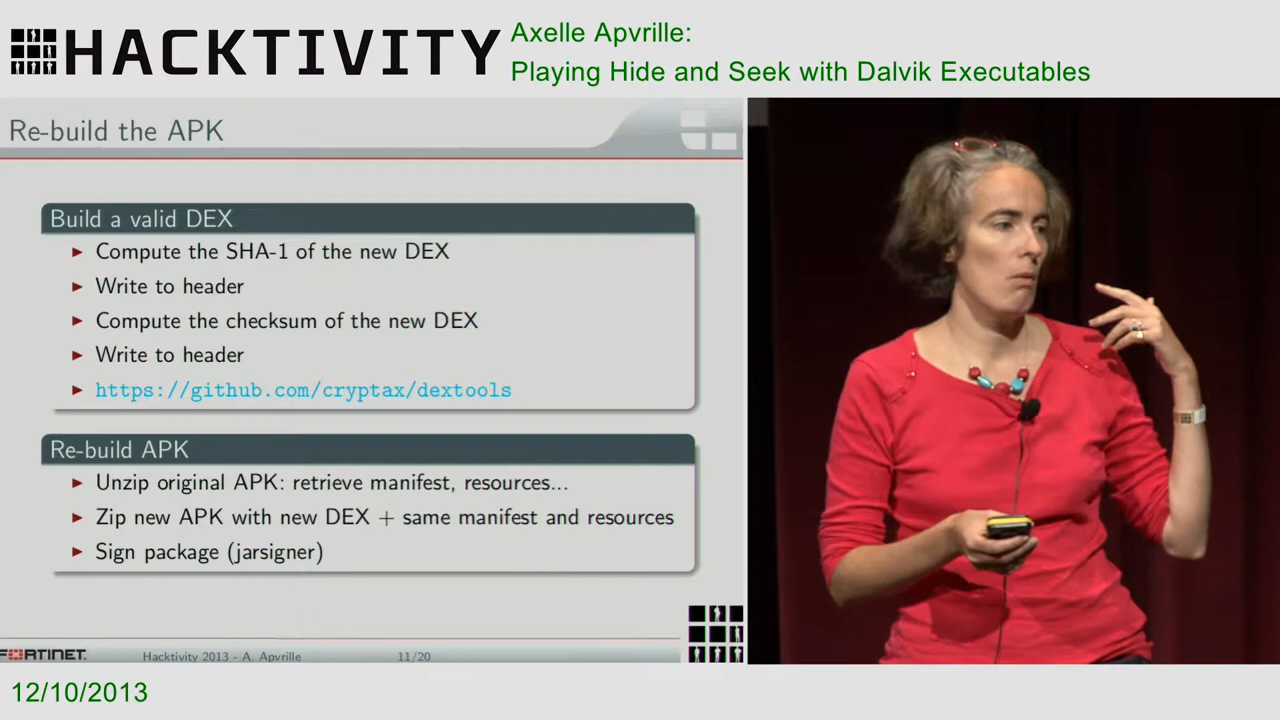 HACKTIVITY
Axelle Apvrille:
Playing Hide and Seek with Dalvik Executables
Re-build the APK
Build a valid DEX
Compute the SHA-1 of the new DEX
Write to header
Compute the checksum of the new DEX
Write to header
https://github.com/cryptax/dextools
Re-build APK
Unzip original APK: retrieve manifest, resources...
Zip new APK with new DEX + same manifest and resources
Sign package (jarsigner)
FORTINET
Hacktivity 2013 - A. Apvrille
11/20
12/10/2013